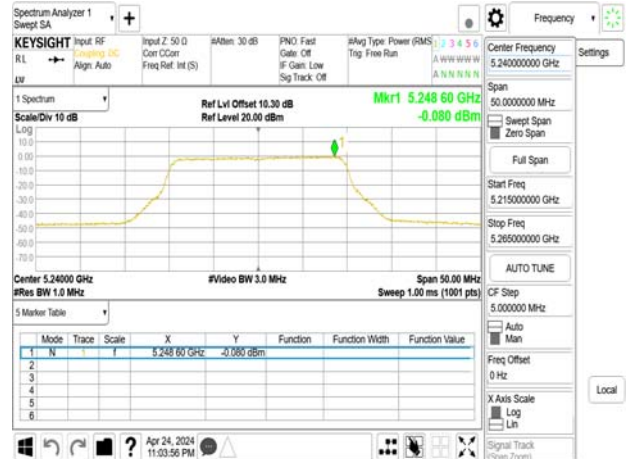 Spectrum Analyzer 1
Swept SA
Frequency
KEYSIGHT
RL
Input: RF
Coupling: DC
Align: Auto
Input Z: 50 Ω
Corr CCorr
Freq Ref: Int (S)
#Atten: 30 dB
PNO: Fast
Gate: Off
IF Gain: Low
Sig Track: Off
#Avg Type: Power (RMS
Trig: Free Run
1 2 3 4 5 6
A W W W W W
A N N N N N
1 Spectrum
Scale/Div 10 dB
Log
Ref Lvl Offset 10.30 dB
Ref Level 20.00 dBm
Mkr1 5.248 60 GHz
-0.080 dBm
10.0
0.00
-10.0
-20.0
-30.0
-40.0
-50.0
-60.0
-70.0
1
Center 5.24000 GHz
#Res BW 1.0 MHz
#Video BW 3.0 MHz
Span 50.00 MHz
Sweep 1.00 ms (1001 pts)
5 Marker Table
Mode Trace Scale X Y Function Function Width Function Value
1 N 1 f 5.248 60 GHz -0.080 dBm
2
3
4
5
6
Apr 24, 2024
11:03:56 PM
Center Frequency
5.240000000 GHz
Settings
Span
50.0000000 MHz
Swept Span
Zero Span
Full Span
Start Freq
5.215000000 GHz
Stop Freq
5.265000000 GHz
AUTO TUNE
CF Step
5.000000 MHz
Auto
Man
Freq Offset
0 Hz
X Axis Scale
Log
Lin
Local
Signal Track
(Span Zoom)